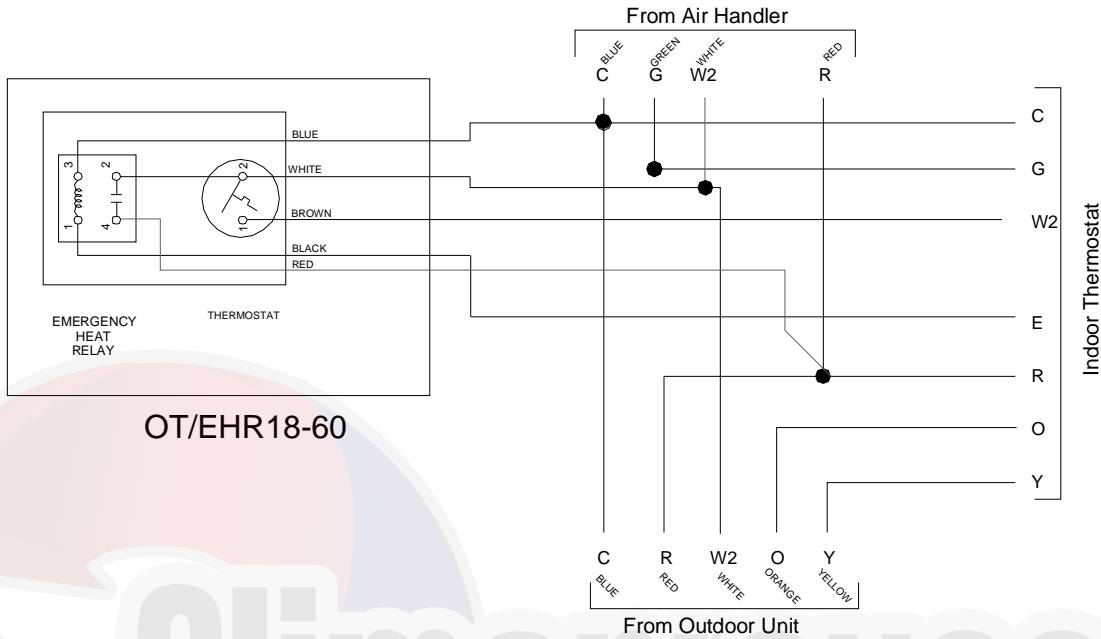 From Air Handler
BLUE GREEN WHITE RED
C G W2 R
C
G
W2
E
R
O
Y
Indoor Thermostat
BLUE
WHITE
BROWN
BLACK
RED
3 2 2
1 4 1
EMERGENCY
HEAT
RELAY
THERMOSTAT
OT/EHR18-60
C R W2 O Y
BLUE RED WHITE ORANGE YELLOW
From Outdoor Unit